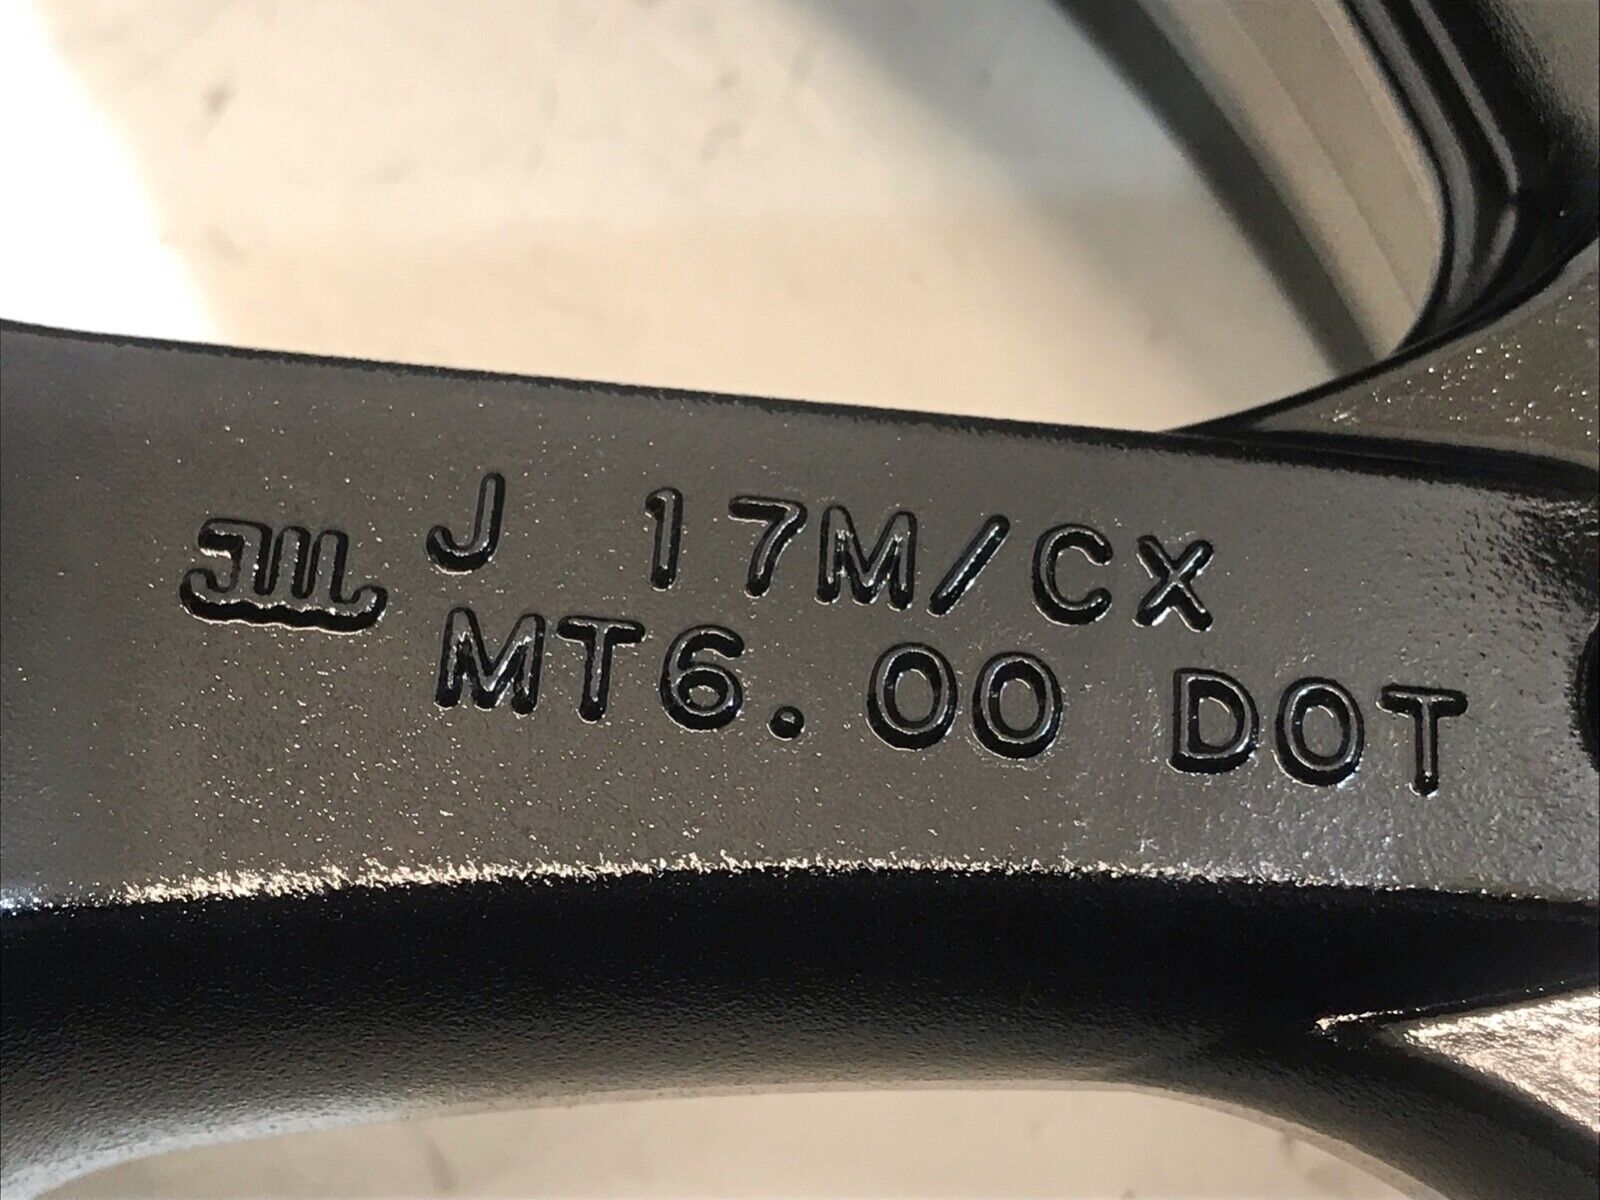 J 17M/CX
MT6.00 DOT